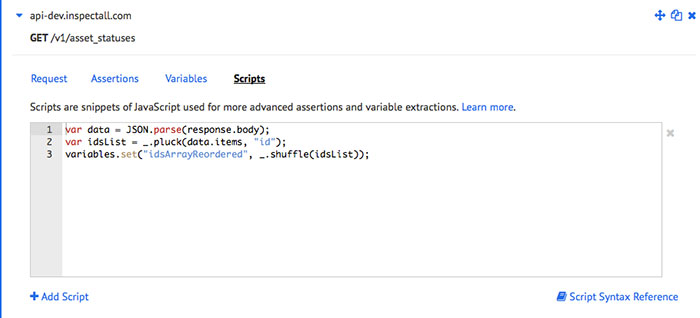 api-dev.inspectall.com
GET /v1/asset_statuses
Request Assertions Variables Scripts
Scripts are snippets of JavaScript used for more advanced assertions and variable extractions. Learn more.
1 var data = JSON.parse(response.body);
2 var idsList = _.pluck(data.items, "id");
3 variables.set("idsArrayReordered", _.shuffle(idsList));
Add Script Script Syntax Reference